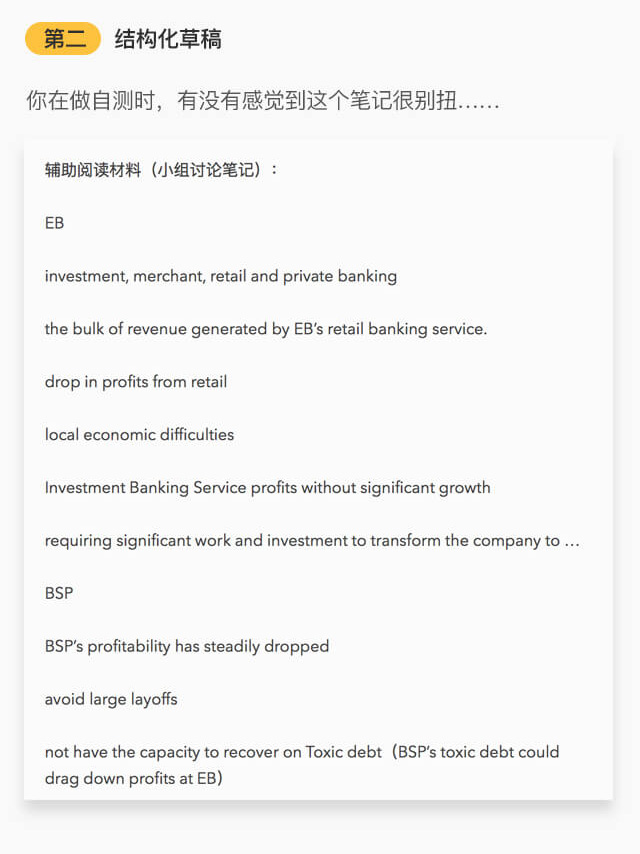 第二 结构化草稿
你在做自测时，有没有感觉到这个笔记很别扭……
辅助阅读材料（小组讨论笔记）：
EB
investment, merchant, retail and private banking
the bulk of revenue generated by EB’s retail banking service.
drop in profits from retail
local economic difficulties
Investment Banking Service profits without significant growth
requiring significant work and investment to transform the company to …
BSP
BSP’s profitability has steadily dropped
avoid large layoffs
not have the capacity to recover on Toxic debt（BSP’s toxic debt could
drag down profits at EB）